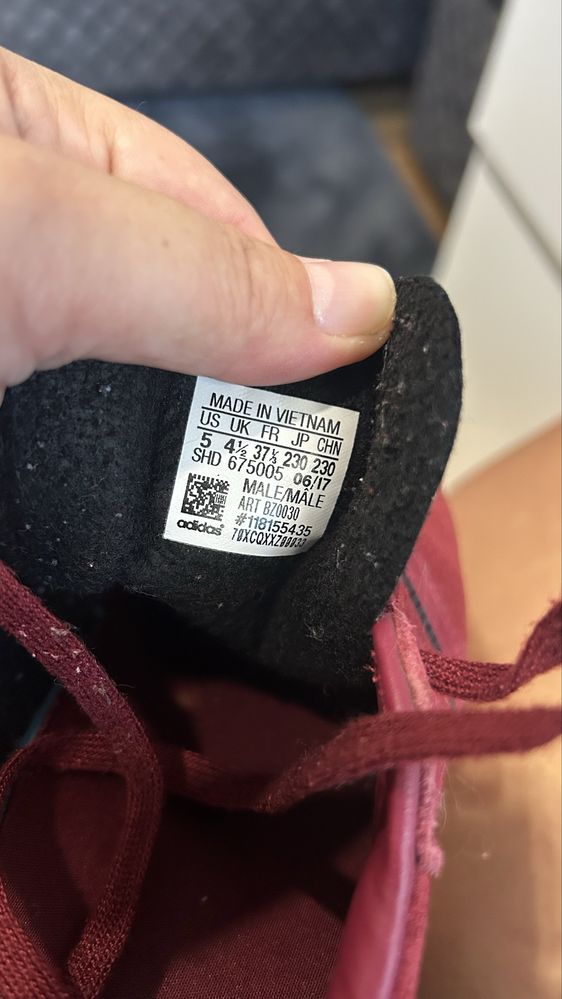 MADE IN VIETNAM
US UK FR JP CHN
5 4½ 37⅓ 230 230
SHD 675005 06/17
MALE/MÂLE
ART BZ0030
#118155435
adidas